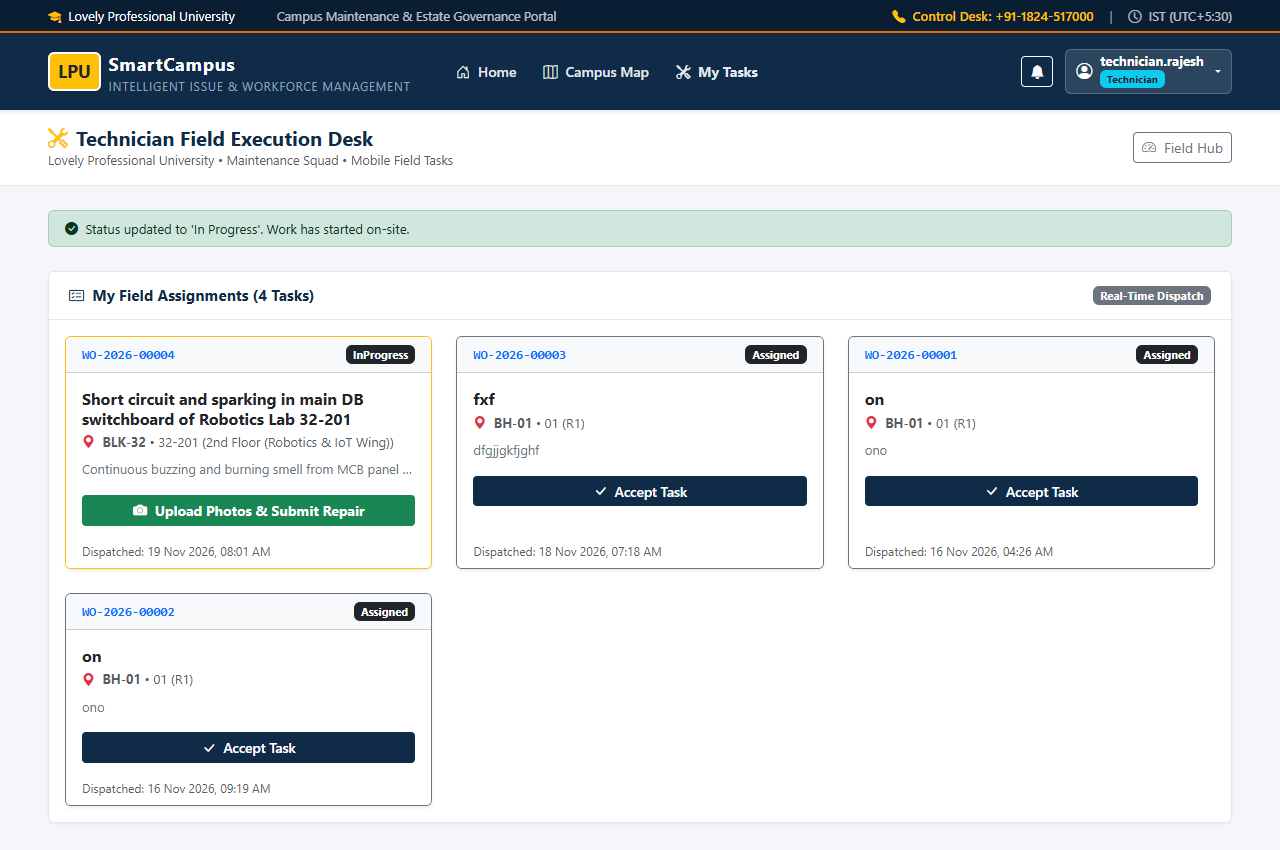 Lovely Professional University
Campus Maintenance & Estate Governance Portal
Control Desk: +91-1824-517000 | IST (UTC+5:30)
LPU
SmartCampus
INTELLIGENT ISSUE & WORKFORCE MANAGEMENT
Home
Campus Map
My Tasks
technician.rajesh
Technician
Technician Field Execution Desk
Lovely Professional University • Maintenance Squad • Mobile Field Tasks
Field Hub
Status updated to 'In Progress'. Work has started on-site.
My Field Assignments (4 Tasks)
Real-Time Dispatch
WO-2026-00004
InProgress
Short circuit and sparking in main DB
switchboard of Robotics Lab 32-201
BLK-32 • 32-201 (2nd Floor (Robotics & IoT Wing))
Continuous buzzing and burning smell from MCB panel ...
Upload Photos & Submit Repair
Dispatched: 19 Nov 2026, 08:01 AM
WO-2026-00003
Assigned
fxf
BH-01 • 01 (R1)
dfgjjgkfjghf
Accept Task
Dispatched: 18 Nov 2026, 07:18 AM
WO-2026-00001
Assigned
on
BH-01 • 01 (R1)
ono
Accept Task
Dispatched: 16 Nov 2026, 04:26 AM
WO-2026-00002
Assigned
on
BH-01 • 01 (R1)
ono
Accept Task
Dispatched: 16 Nov 2026, 09:19 AM